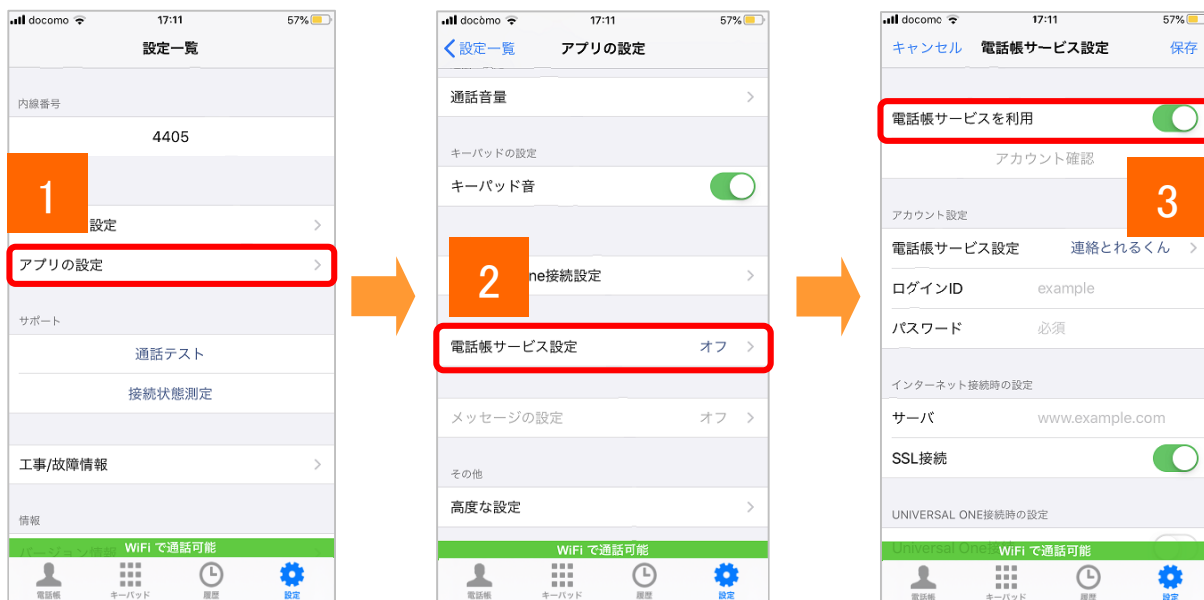 docomo 17:11 57%
設定一覧
内線番号
4405
1
設定
アプリの設定
サポート
通話テスト
接続状態測定
工事/故障情報
情報
バージョン情報
WiFi で通話可能
電話帳 キーパッド 履歴 設定
docomo 17:11 57%
設定一覧 アプリの設定
通話音量
キーパッドの設定
キーパッド音
2
ne接続設定
電話帳サービス設定 オフ
メッセージの設定 オフ
その他
高度な設定
WiFi で通話可能
電話帳 キーパッド 履歴 設定
docomo 17:11 57%
キャンセル 電話帳サービス設定 保存
電話帳サービスを利用
アカウント確認
3
アカウント設定
電話帳サービス設定 連絡とれるくん
ログインID example
パスワード 必須
インターネット接続時の設定
サーバ www.example.com
SSL接続
UNIVERSAL ONE接続時の設定
Universal One接
WiFi で通話可能
電話帳 キーパッド 履歴 設定